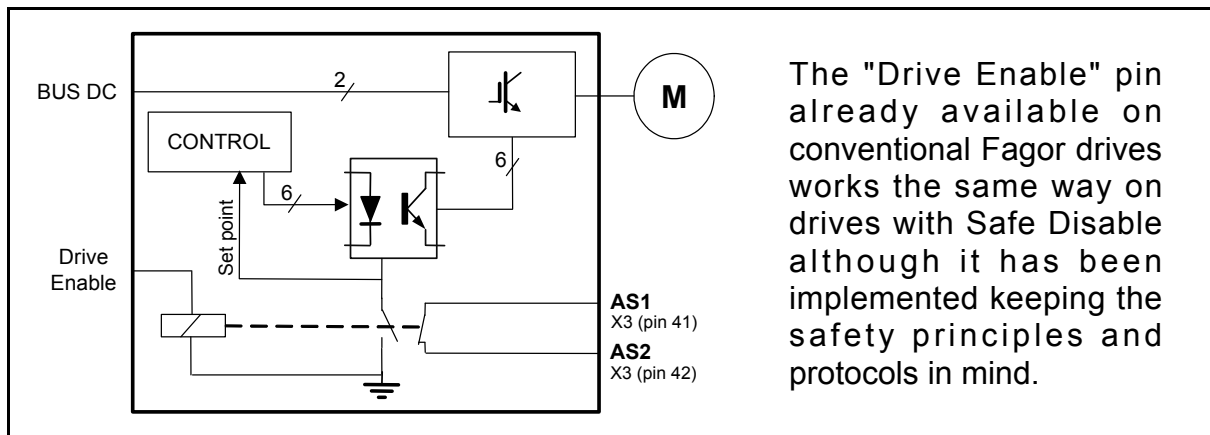 BUS DC
2
M
CONTROL
6
6
Set point
Drive
Enable
AS1
X3 (pin 41)
AS2
X3 (pin 42)
The "Drive Enable" pin
already available on
conventional Fagor drives
works the same way on
drives with Safe Disable
although it has been
implemented keeping the
safety principles and
protocols in mind.